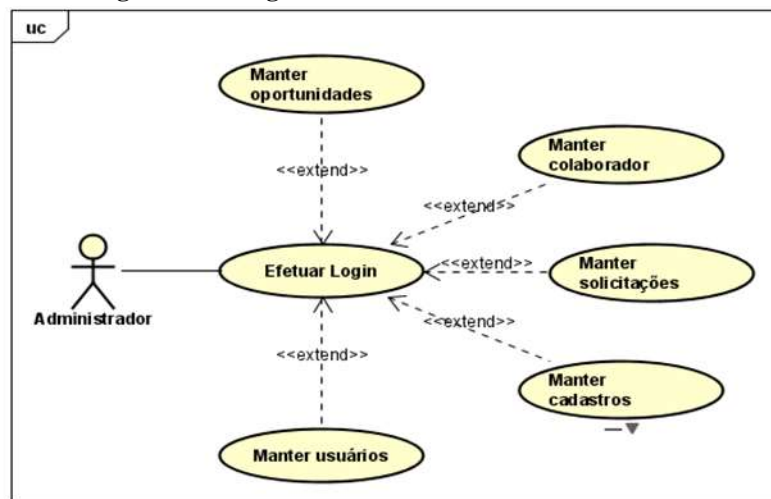 uc
Manter
oportunidades
Manter
colaborador
<<extend>>
<<extend>>
Efetuar Login
<<extend>>
Manter
solicitações
Administrador
<<extend>>
<<extend>>
Manter
cadastros
Manter usuários